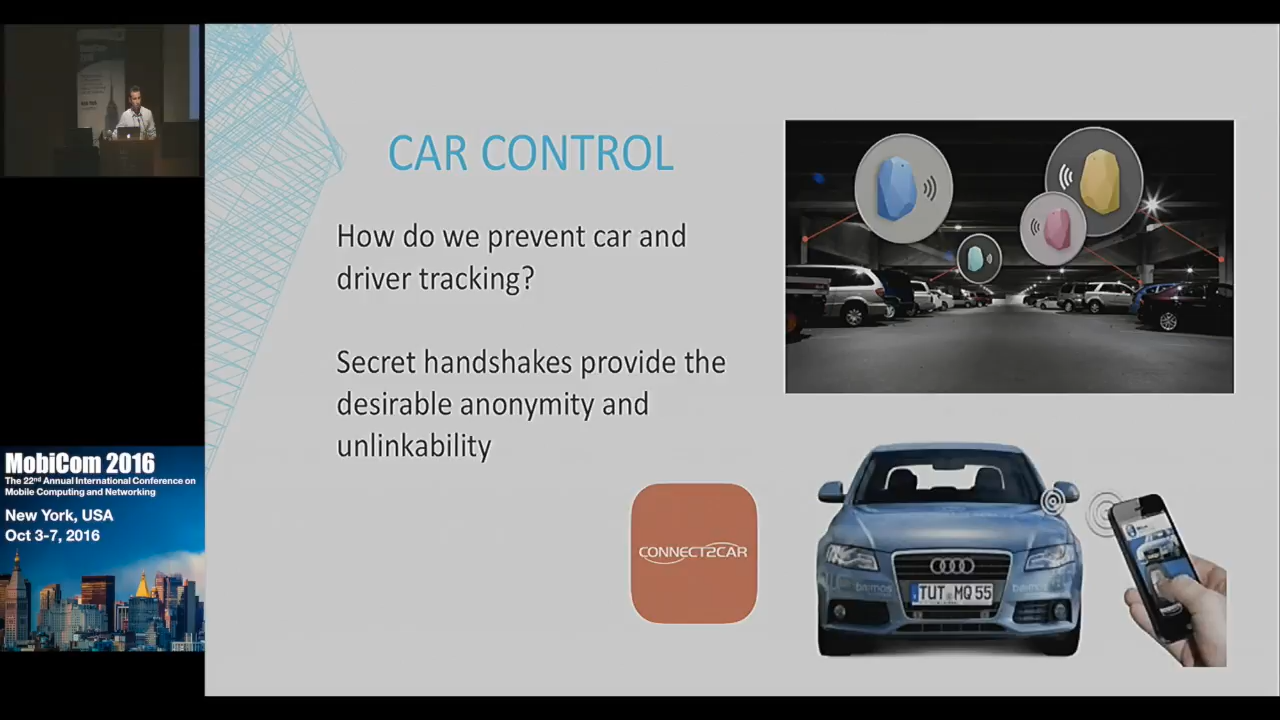 CAR CONTROL
How do we prevent car and
driver tracking?
Secret handshakes provide the
desirable anonymity and
unlinkability
CONNECT2CAR
TUT MQ 55
MobiCom 2016
The 22nd Annual International Conference on
Mobile Computing and Networking
New York, USA
Oct 3-7, 2016